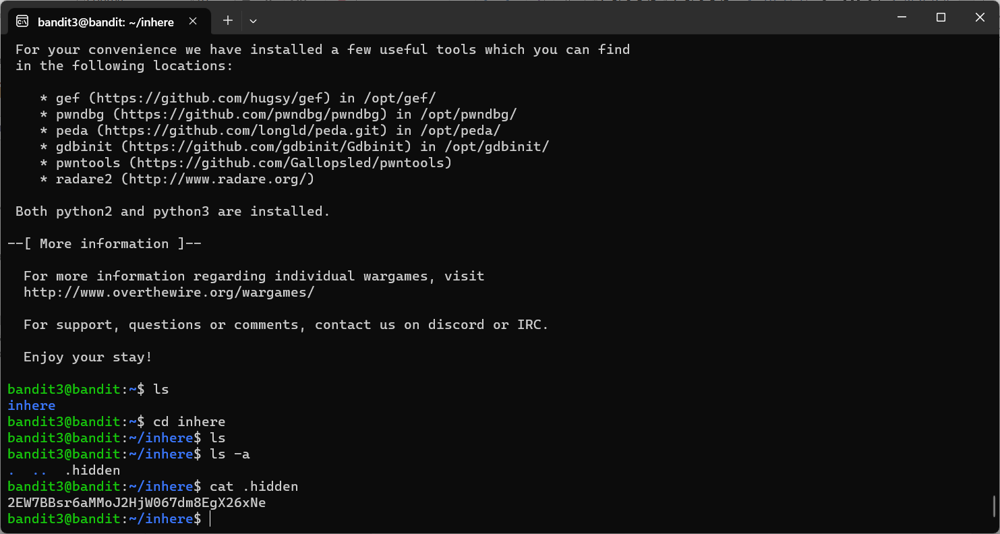 bandit3@bandit: ~/inhere
For your convenience we have installed a few useful tools which you can find
in the following locations:
* gef (https://github.com/hugsy/gef) in /opt/gef/
* pwndbg (https://github.com/pwndbg/pwndbg) in /opt/pwndbg/
* peda (https://github.com/longld/peda.git) in /opt/peda/
* gdbinit (https://github.com/gdbinit/Gdbinit) in /opt/gdbinit/
* pwntools (https://github.com/Gallopsled/pwntools)
* radare2 (http://www.radare.org/)
Both python2 and python3 are installed.
--[ More information ]--
For more information regarding individual wargames, visit
http://www.overthewire.org/wargames/
For support, questions or comments, contact us on discord or IRC.
Enjoy your stay!
bandit3@bandit:~$ ls
inhere
bandit3@bandit:~$ cd inhere
bandit3@bandit:~/inhere$ ls
bandit3@bandit:~/inhere$ ls -a
. .. .hidden
bandit3@bandit:~/inhere$ cat .hidden
2EW7BBsr6aMMoJ2HjW067dm8EgX26xNe
bandit3@bandit:~/inhere$